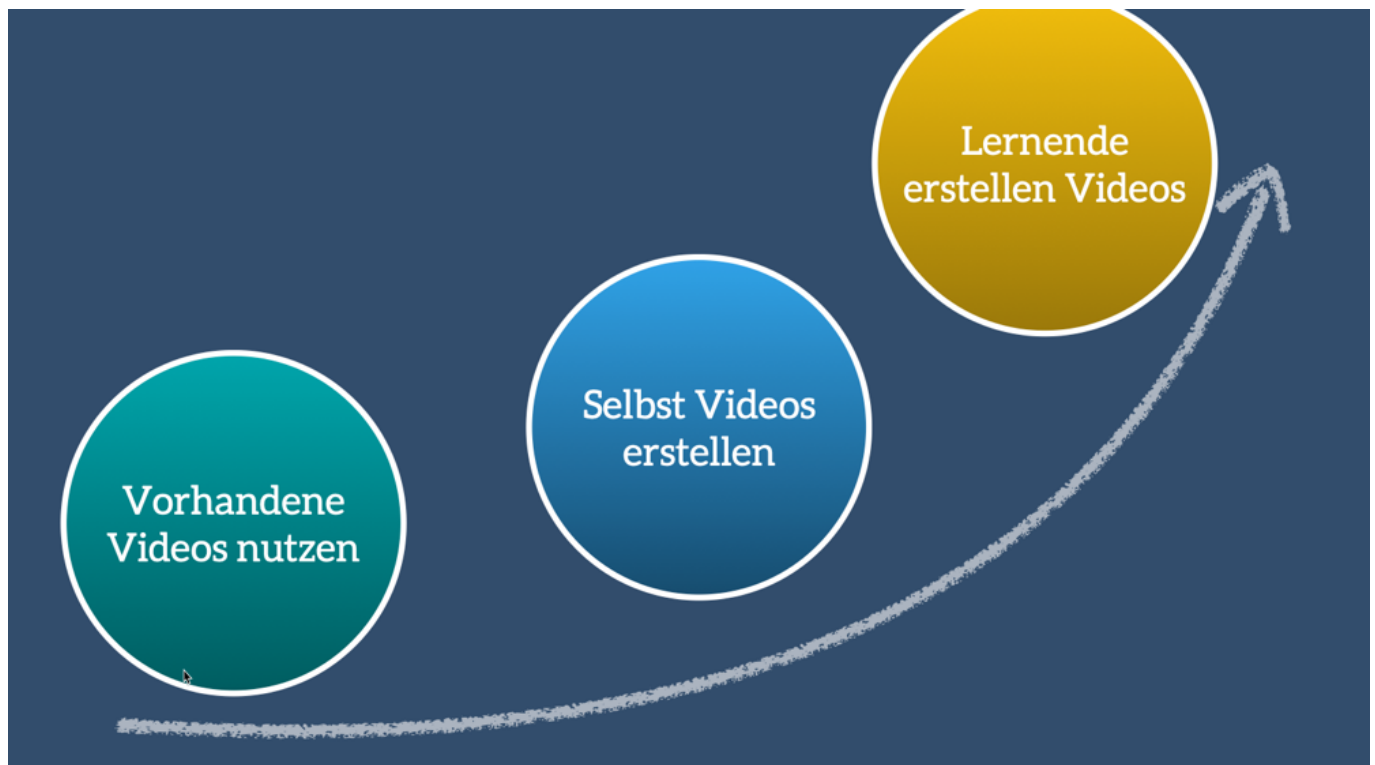 Vorhandene
Videos nutzen
Selbst Videos
erstellen
Lernende
erstellen Videos